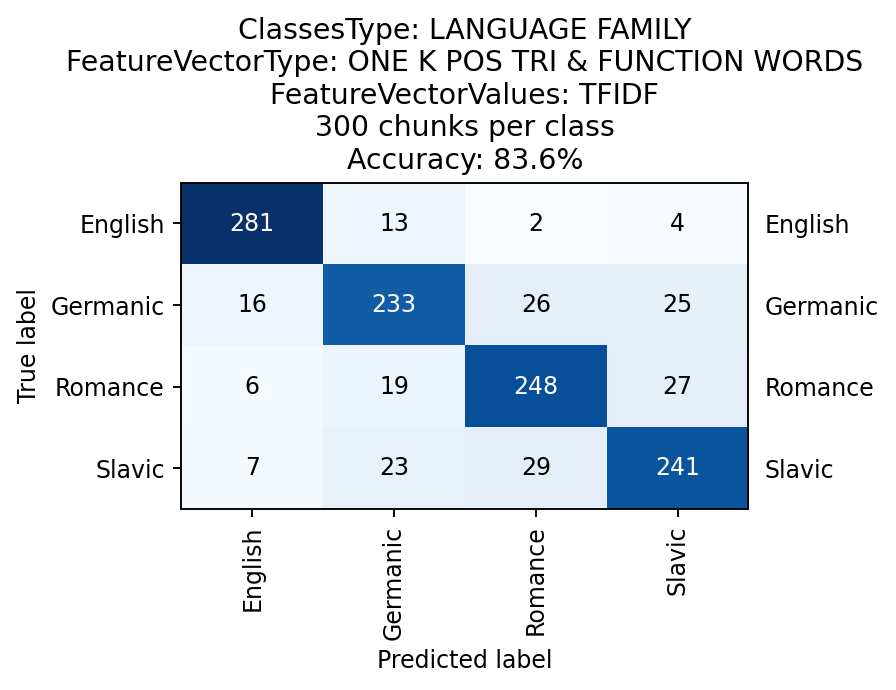 ClassesType: LANGUAGE FAMILY
FeatureVectorType: ONE K POS TRI & FUNCTION WORDS
FeatureVectorValues: TFIDF
300 chunks per class
Accuracy: 83.6%
English 281 13 2 4 English
Germanic 16 233 26 25 Germanic
Romance 6 19 248 27 Romance
Slavic 7 23 29 241 Slavic
True label
English Germanic Romance Slavic
Predicted label